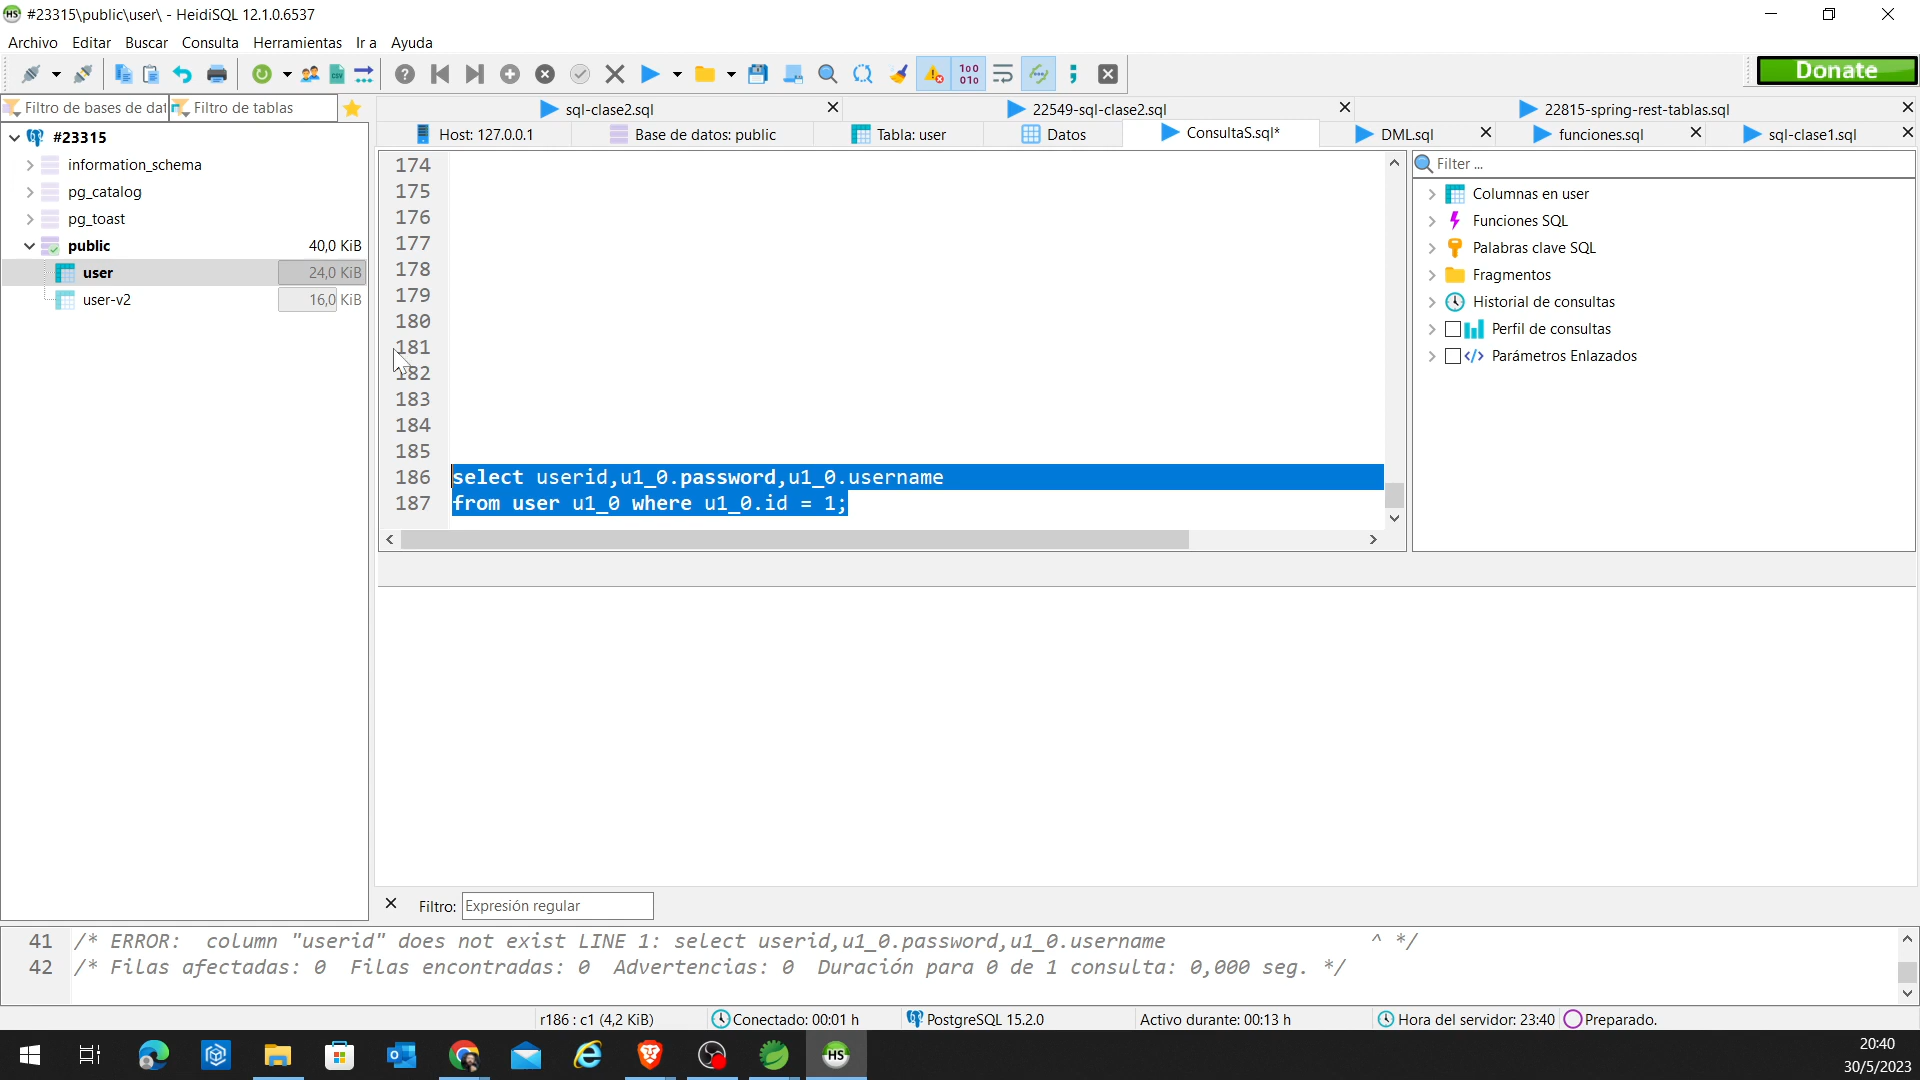 #23315\public\user\ - HeidiSQL 12.1.0.6537
Archivo Editar Buscar Consulta Herramientas Ir a Ayuda
Donate
Filtro de bases de dat Filtro de tablas
sql-clase2.sql 22549-sql-clase2.sql 22815-spring-rest-tablas.sql
Host: 127.0.0.1 Base de datos: public Tabla: user Datos ConsultaS.sql* DML.sql funciones.sql sql-clase1.sql
#23315
information_schema
pg_catalog
pg_toast
public 40,0 KiB
user 24,0 KiB
user-v2 16,0 KiB
174
175
176
177
178
179
180
181
182
183
184
185
186 select userid,u1_0.password,u1_0.username
187 from user u1_0 where u1_0.id = 1;
Filter ...
Columnas en user
Funciones SQL
Palabras clave SQL
Fragmentos
Historial de consultas
Perfil de consultas
Parámetros Enlazados
Filtro: Expresión regular
41 /* ERROR: column "userid" does not exist LINE 1: select userid,u1_0.password,u1_0.username ^ */
42 /* Filas afectadas: 0 Filas encontradas: 0 Advertencias: 0 Duración para 0 de 1 consulta: 0,000 seg. */
r186 : c1 (4,2 KiB) Conectado: 00:01 h PostgreSQL 15.2.0 Activo durante: 00:13 h Hora del servidor: 23:40 Preparado.
20:40
30/5/2023